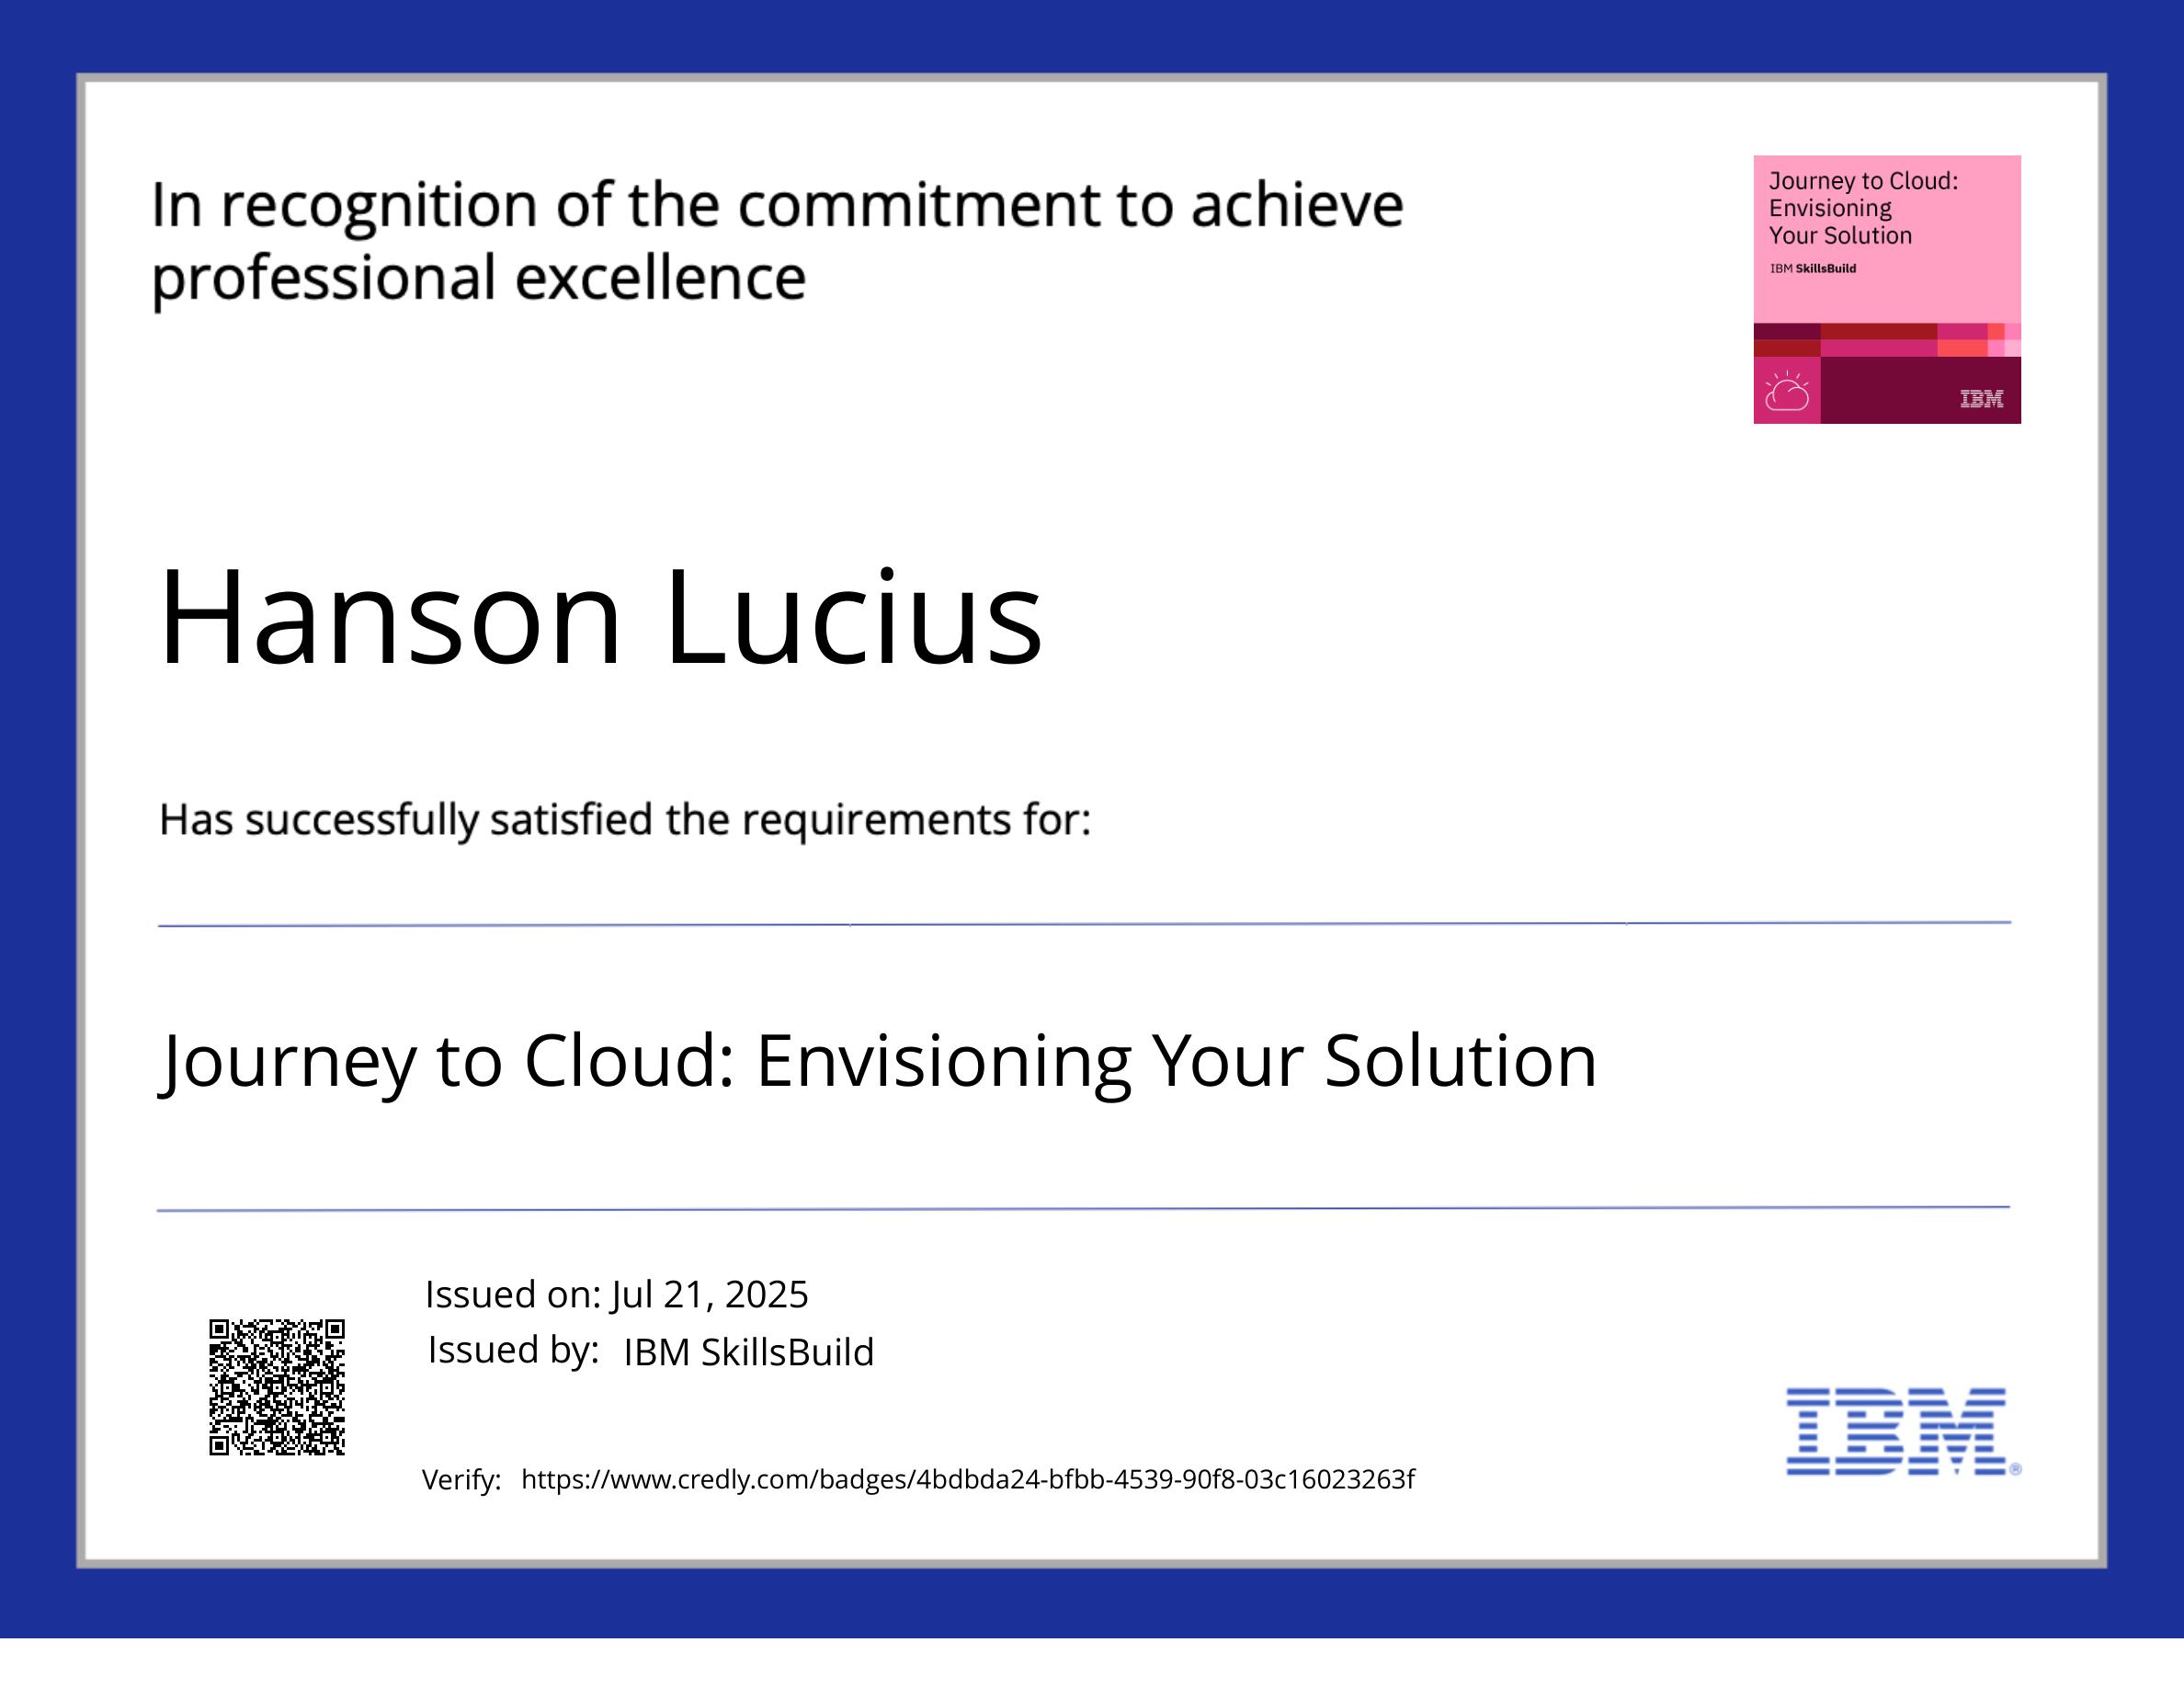 In recognition of the commitment to achieve
professional excellence
Journey to Cloud:
Envisioning
Your Solution
IBM SkillsBuild
IBM
Hanson Lucius
Has successfully satisfied the requirements for:
Journey to Cloud: Envisioning Your Solution
Issued on: Jul 21, 2025
Issued by: IBM SkillsBuild
IBM®
Verify: https://www.credly.com/badges/4bdbda24-bfbb-4539-90f8-03c16023263f